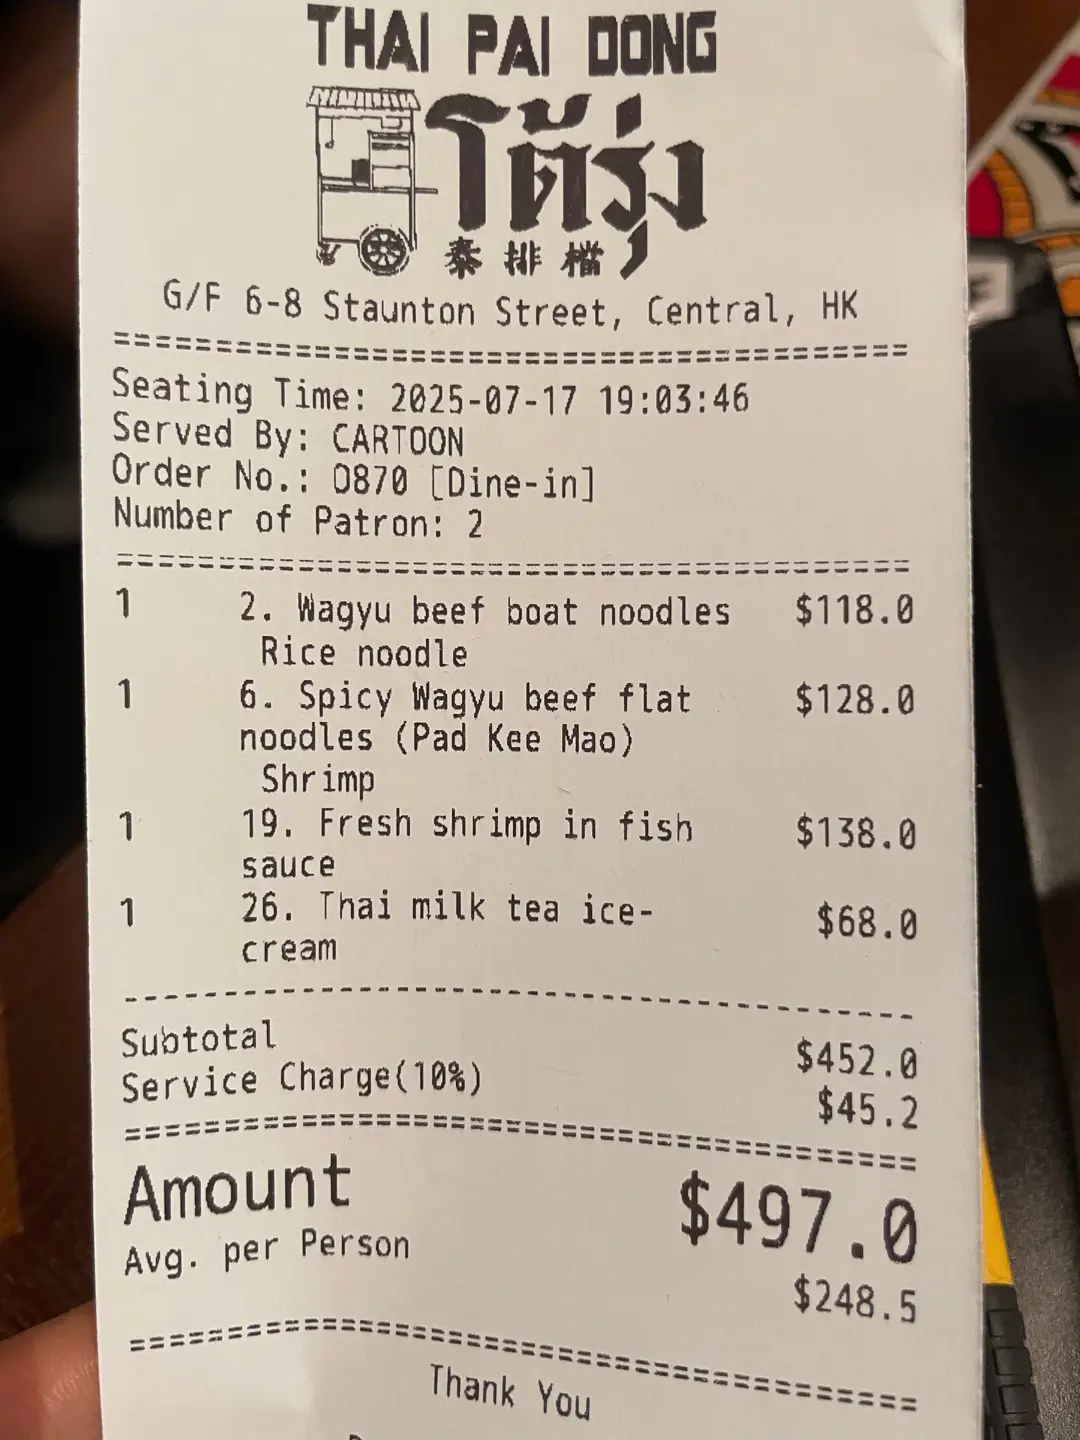 THAI PAI DONG
โต้รุ่ง
泰排檔
G/F 6-8 Staunton Street, Central, HK
========================================
Seating Time: 2025-07-17 19:03:46
Served By: CARTOON
Order No.: 0870 [Dine-in]
Number of Patron: 2
========================================
1 2. Wagyu beef boat noodles $118.0
Rice noodle
1 6. Spicy Wagyu beef flat $128.0
noodles (Pad Kee Mao)
Shrimp
1 19. Fresh shrimp in fish $138.0
sauce
1 26. Thai milk tea ice- $68.0
cream
----------------------------------------
Subtotal $452.0
Service Charge(10%) $45.2
========================================
Amount $497.0
Avg. per Person $248.5
========================================
Thank You